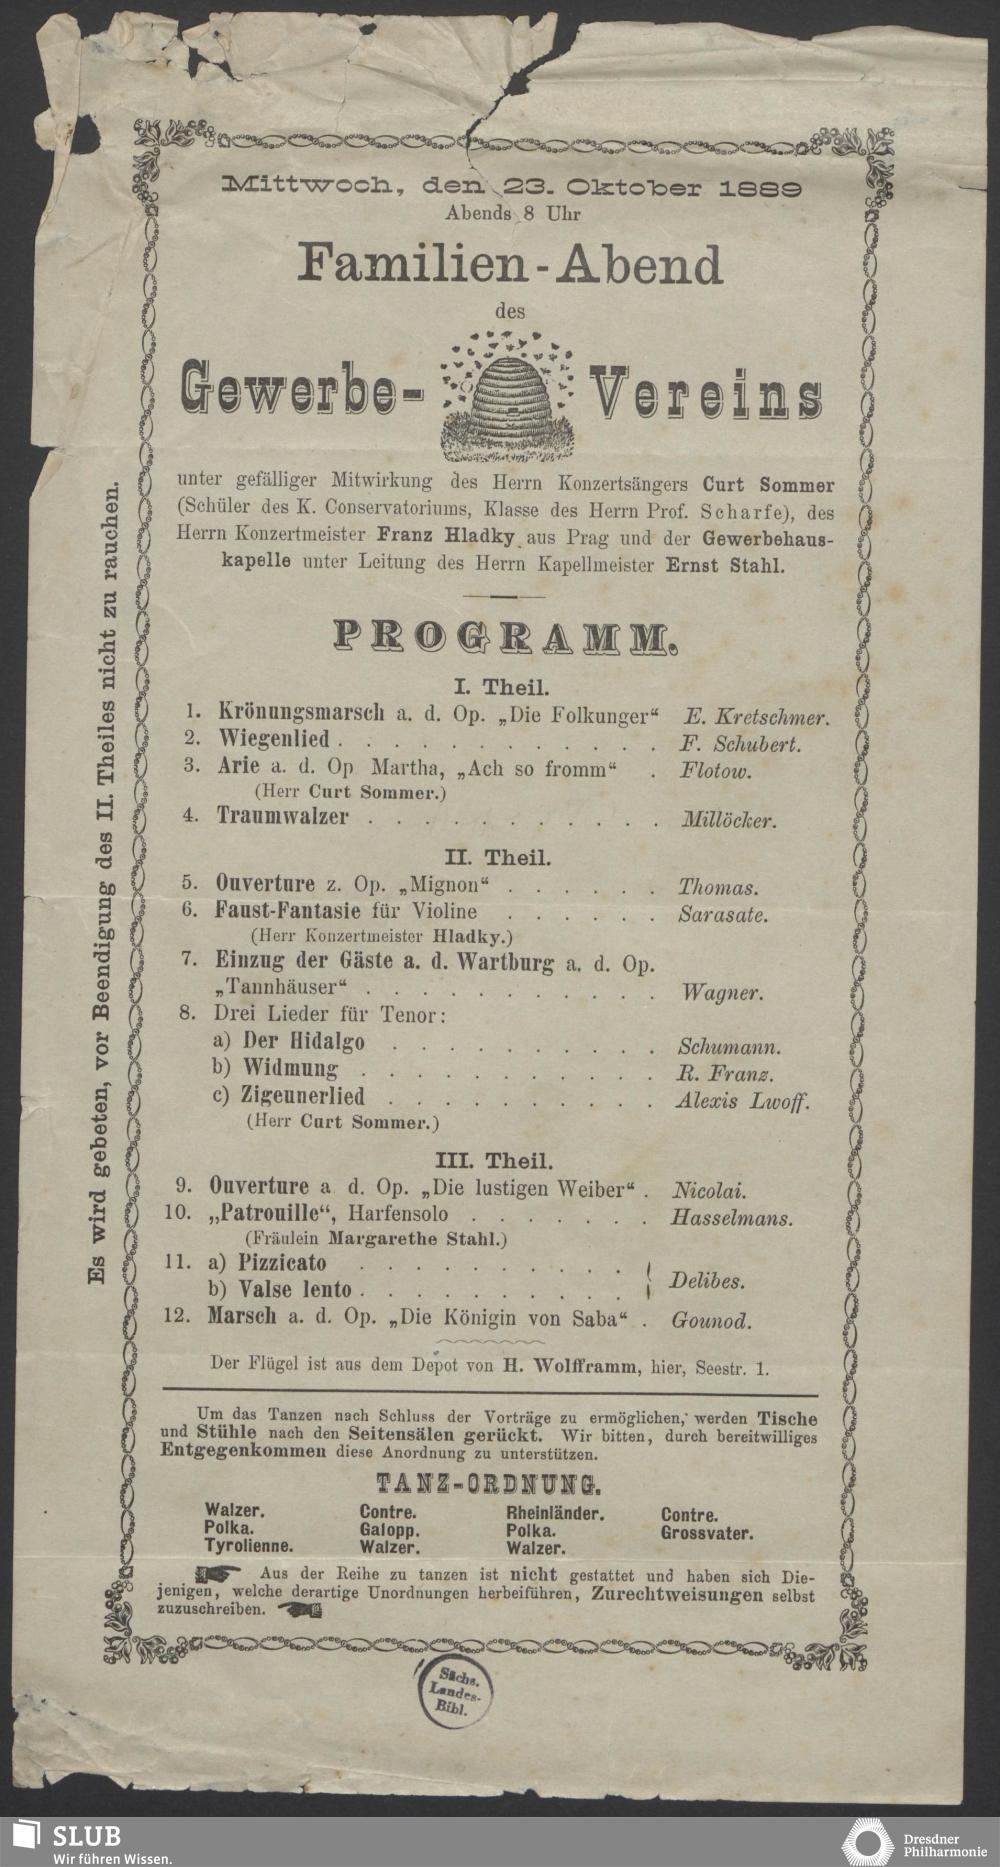 Mittwoch, den 23. Oktober 1889
Abends 8 Uhr
Familien-Abend
des
Gewerbe-Vereins
unter gefälliger Mitwirkung des Herrn Konzertsängers Curt Sommer
(Schüler des K. Conservatoriums, Klasse des Herrn Prof. Scharfe), des
Herrn Konzertmeister Franz Hladky aus Prag und der Gewerbehaus-
kapelle unter Leitung des Herrn Kapellmeister Ernst Stahl.
PROGRAMM.
I. Theil.
1. Krönungsmarsch a. d. Op. „Die Folkunger“ E. Kretschmer.
2. Wiegenlied . . . . . . . . . . . . F. Schubert.
3. Arie a. d. Op Martha, „Ach so fromm“ . Flotow.
(Herr Curt Sommer.)
4. Traumwalzer . . . . . . . . . . . Millöcker.
II. Theil.
5. Ouverture z. Op. „Mignon“ . . . . . . Thomas.
6. Faust-Fantasie für Violine . . . . . . Sarasate.
(Herr Konzertmeister Hladky.)
7. Einzug der Gäste a. d. Wartburg a. d. Op.
„Tannhäuser“ . . . . . . . . . . . Wagner.
8. Drei Lieder für Tenor:
a) Der Hidalgo . . . . . . . . . . Schumann.
b) Widmung . . . . . . . . . . . R. Franz.
c) Zigeunerlied . . . . . . . . . . Alexis Lwoff.
(Herr Curt Sommer.)
III. Theil.
9. Ouverture a d. Op. „Die lustigen Weiber“ . Nicolai.
10. „Patrouille“, Harfensolo . . . . . . . Hasselmans.
(Fräulein Margarethe Stahl.)
11. a) Pizzicato . . . . . . . . . .
b) Valse lento . . . . . . . . . . Delibes.
12. Marsch a. d. Op. „Die Königin von Saba“ . Gounod.
Der Flügel ist aus dem Depot von H. Wolfframm, hier, Seestr. 1.
Um das Tanzen nach Schluss der Vorträge zu ermöglichen, werden Tische
und Stühle nach den Seitensälen gerückt. Wir bitten, durch bereitwilliges
Entgegenkommen diese Anordnung zu unterstützen.
TANZ-ORDNUNG.
Walzer. Contre. Rheinländer. Contre.
Polka. Galopp. Polka. Grossvater.
Tyrolienne. Walzer. Walzer.
Aus der Reihe zu tanzen ist nicht gestattet und haben sich Die-
jenigen, welche derartige Unordnungen herbeiführen, Zurechtweisungen selbst
zuzuschreiben.
Es wird gebeten, vor Beendigung des II. Theiles nicht zu rauchen.
Sächs.
Landes-
Bibl.
SLUB
Wir führen Wissen.
Dresdner
Philharmonie